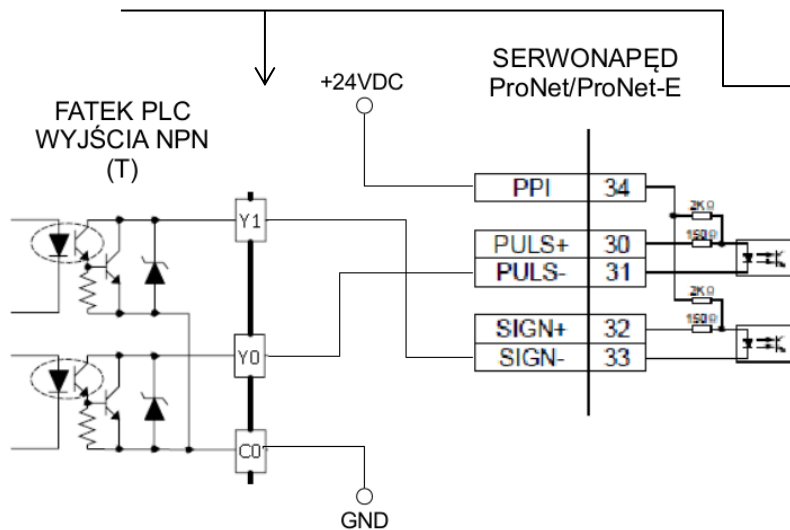 SERWONAPĘD
ProNet/ProNet-E
+24VDC
FATEK PLC
WYJŚCIA NPN
(T)
PPI 34
2KΩ
Y1
150Ω
PULS+ 30
PULS- 31
2KΩ
150Ω
SIGN+ 32
Y0
SIGN- 33
C0
GND